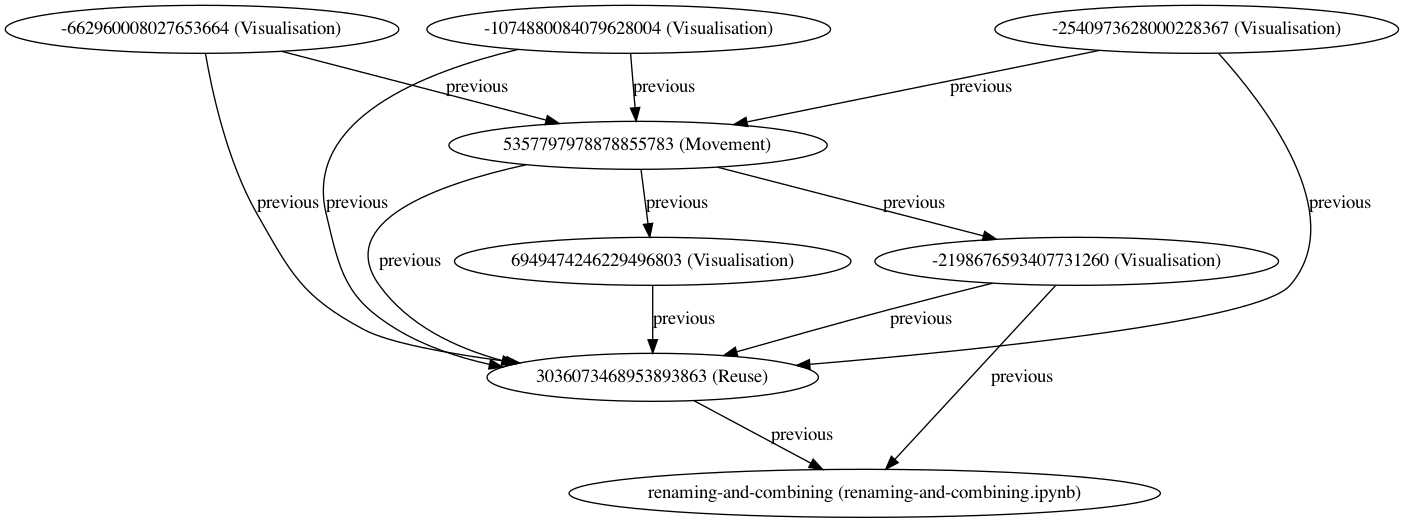 -662960008027653664 (Visualisation)
-1074880084079628004 (Visualisation)
-2540973628000228367 (Visualisation)
previous
previous
previous
5357797978878855783 (Movement)
previous
previous
previous
previous
previous
previous
6949474246229496803 (Visualisation)
-2198676593407731260 (Visualisation)
previous
previous
3036073468953893863 (Reuse)
previous
previous
renaming-and-combining (renaming-and-combining.ipynb)